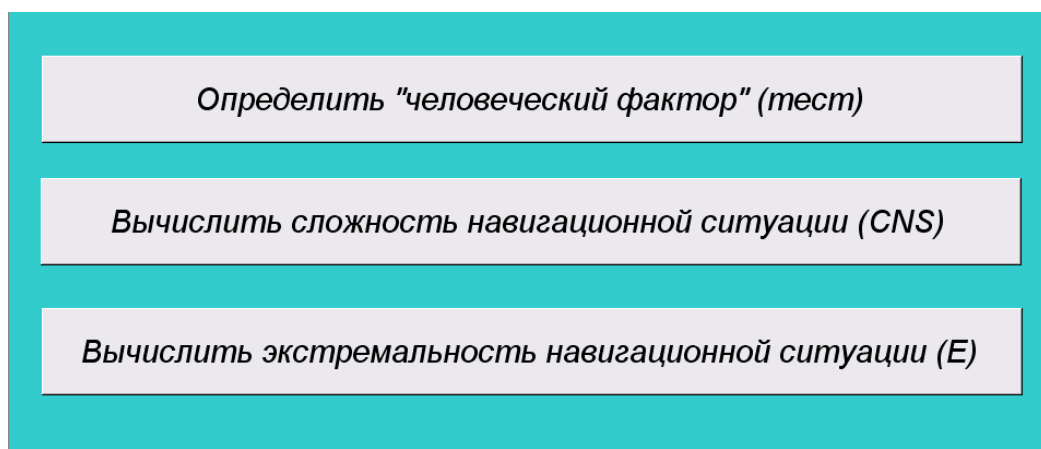 Определить "человеческий фактор" (тест)
Вычислить сложность навигационной ситуации (CNS)
Вычислить экстремальность навигационной ситуации (E)